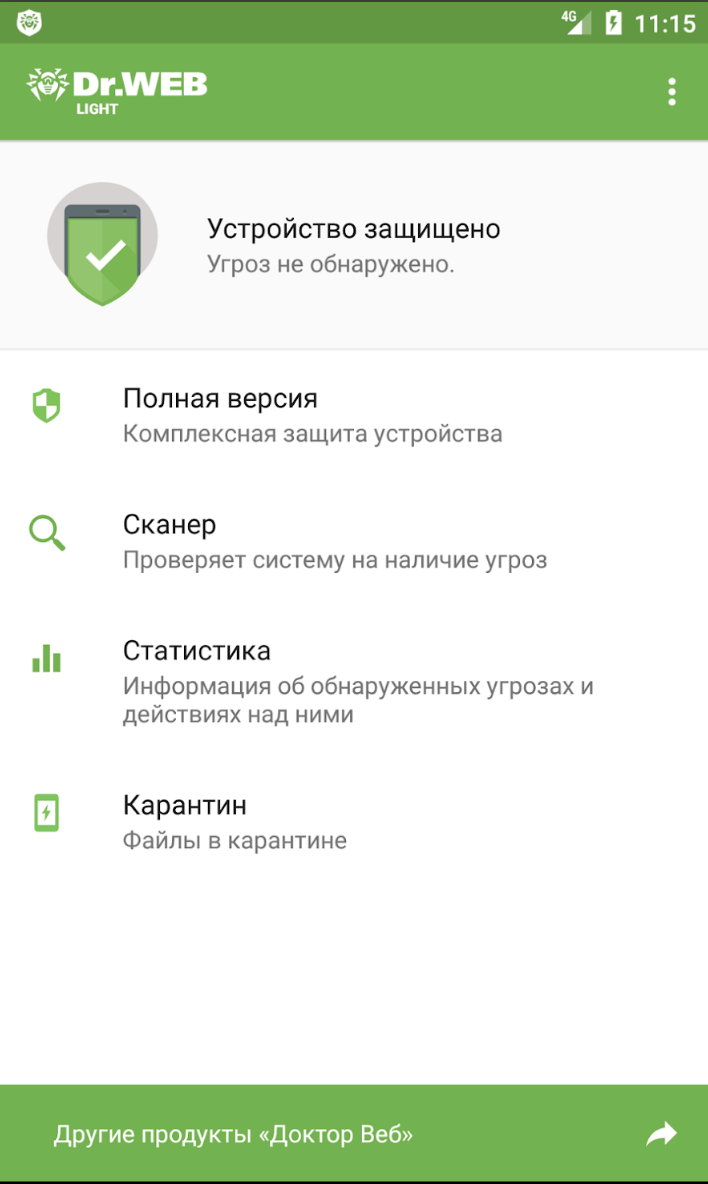 4G 11:15
Dr.WEB
LIGHT
Устройство защищено
Угроз не обнаружено.
Полная версия
Комплексная защита устройства
Сканер
Проверяет систему на наличие угроз
Статистика
Информация об обнаруженных угрозах и
действиях над ними
Карантин
Файлы в карантине
Другие продукты «Доктор Веб»